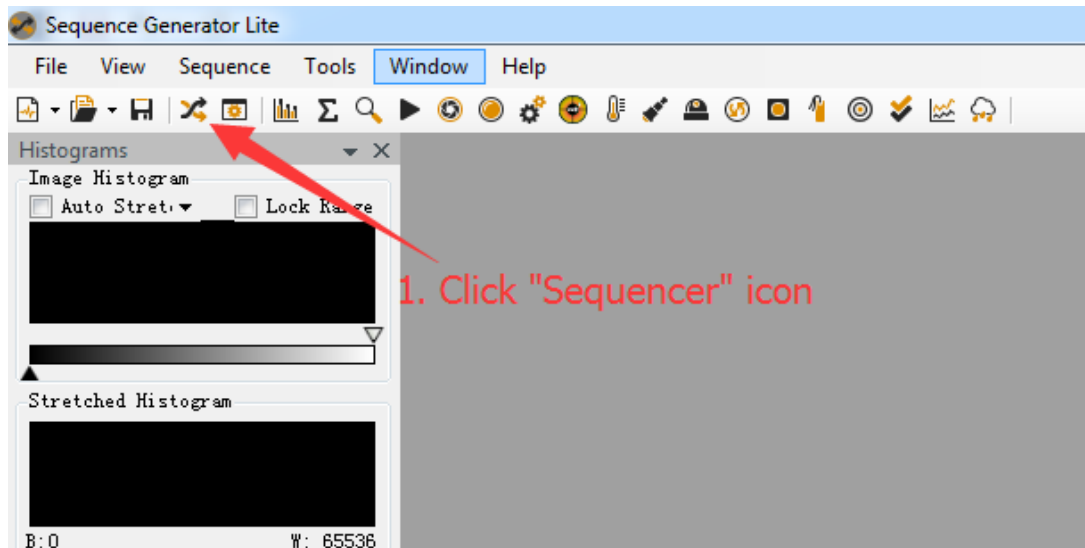 Sequence Generator Lite
File View Sequence Tools Window Help
Histograms
Image Histogram
Auto Stret Lock Range
1. Click "Sequencer" icon
Stretched Histogram
B:0 W: 65536